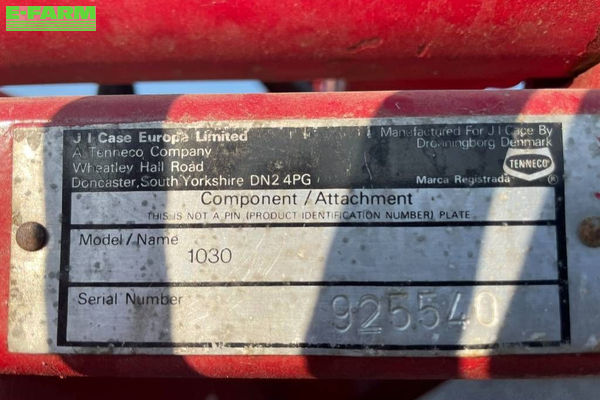 E-FARM
J I Case Europe Limited
A Tenneco Company
Wheatley Hall Road
Doncaster, South Yorkshire DN2 4PG
Manufactured For J I Case By
Dronningborg Denmark
TENNECO
Marca Registrada ®
Component/Attachment
THIS IS NOT A PIN (PRODUCT IDENTIFICATION NUMBER) PLATE
Model/Name
1030
Serial Number
925540